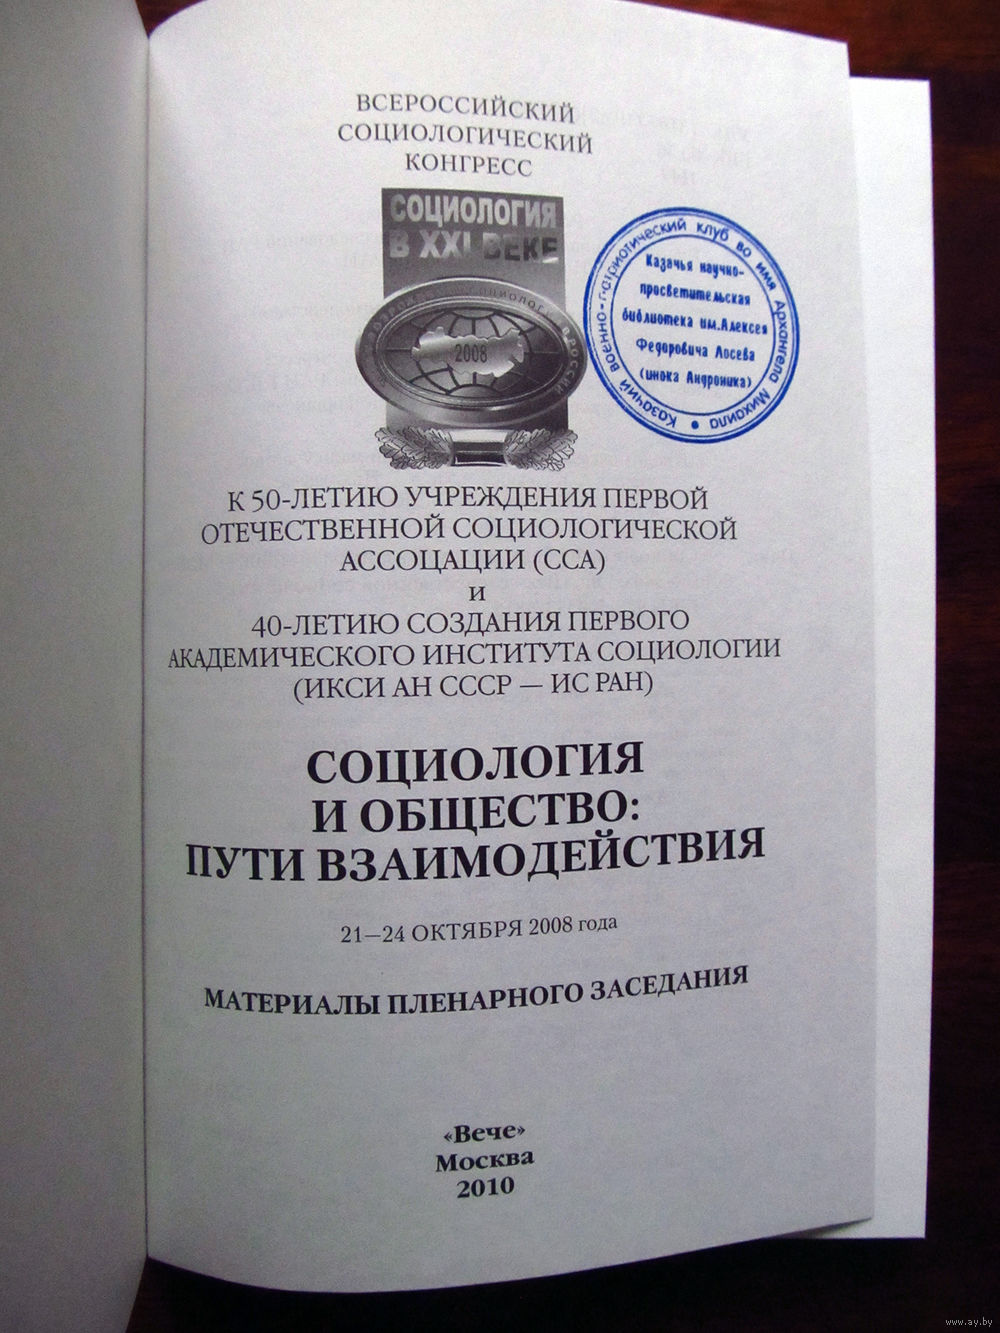 ВСЕРОССИЙСКИЙ
СОЦИОЛОГИЧЕСКИЙ
КОНГРЕСС
СОЦИОЛОГИЯ
В XXI ВЕКЕ
2008
Казачий военно-патриотический клуб во имя Архангела Михаила
Казачья научно-
просветительская
библиотека им.Алексея
Федоровича Лосева
(инока Андроника)
К 50-ЛЕТИЮ УЧРЕЖДЕНИЯ ПЕРВОЙ
ОТЕЧЕСТВЕННОЙ СОЦИОЛОГИЧЕСКОЙ
АССОЦАЦИИ (ССА)
и
40-ЛЕТИЮ СОЗДАНИЯ ПЕРВОГО
АКАДЕМИЧЕСКОГО ИНСТИТУТА СОЦИОЛОГИИ
(ИКСИ АН СССР — ИС РАН)
СОЦИОЛОГИЯ
И ОБЩЕСТВО:
ПУТИ ВЗАИМОДЕЙСТВИЯ
21—24 ОКТЯБРЯ 2008 года
МАТЕРИАЛЫ ПЛЕНАРНОГО ЗАСЕДАНИЯ
«Вече»
Москва
2010
www.ay.by